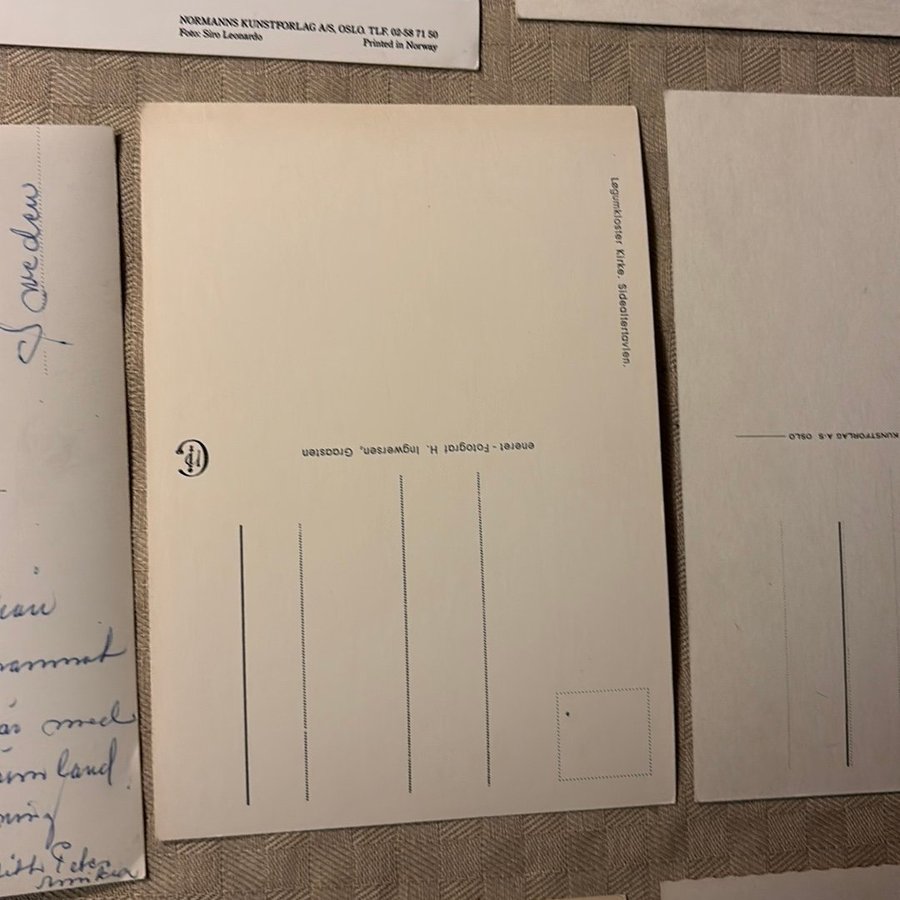 NORMANNS KUNSTFORLAG A/S, OSLO. TLF. 02-58 71 50
Foto: Siro Leonardo
Printed in Norway
Sweden
Løgumkloster Kirke. Sidealtertavlen.
eneret - Fotograf H. Ingwersen, Graasten
KUNSTFORLAG A·S OSLO
med
land